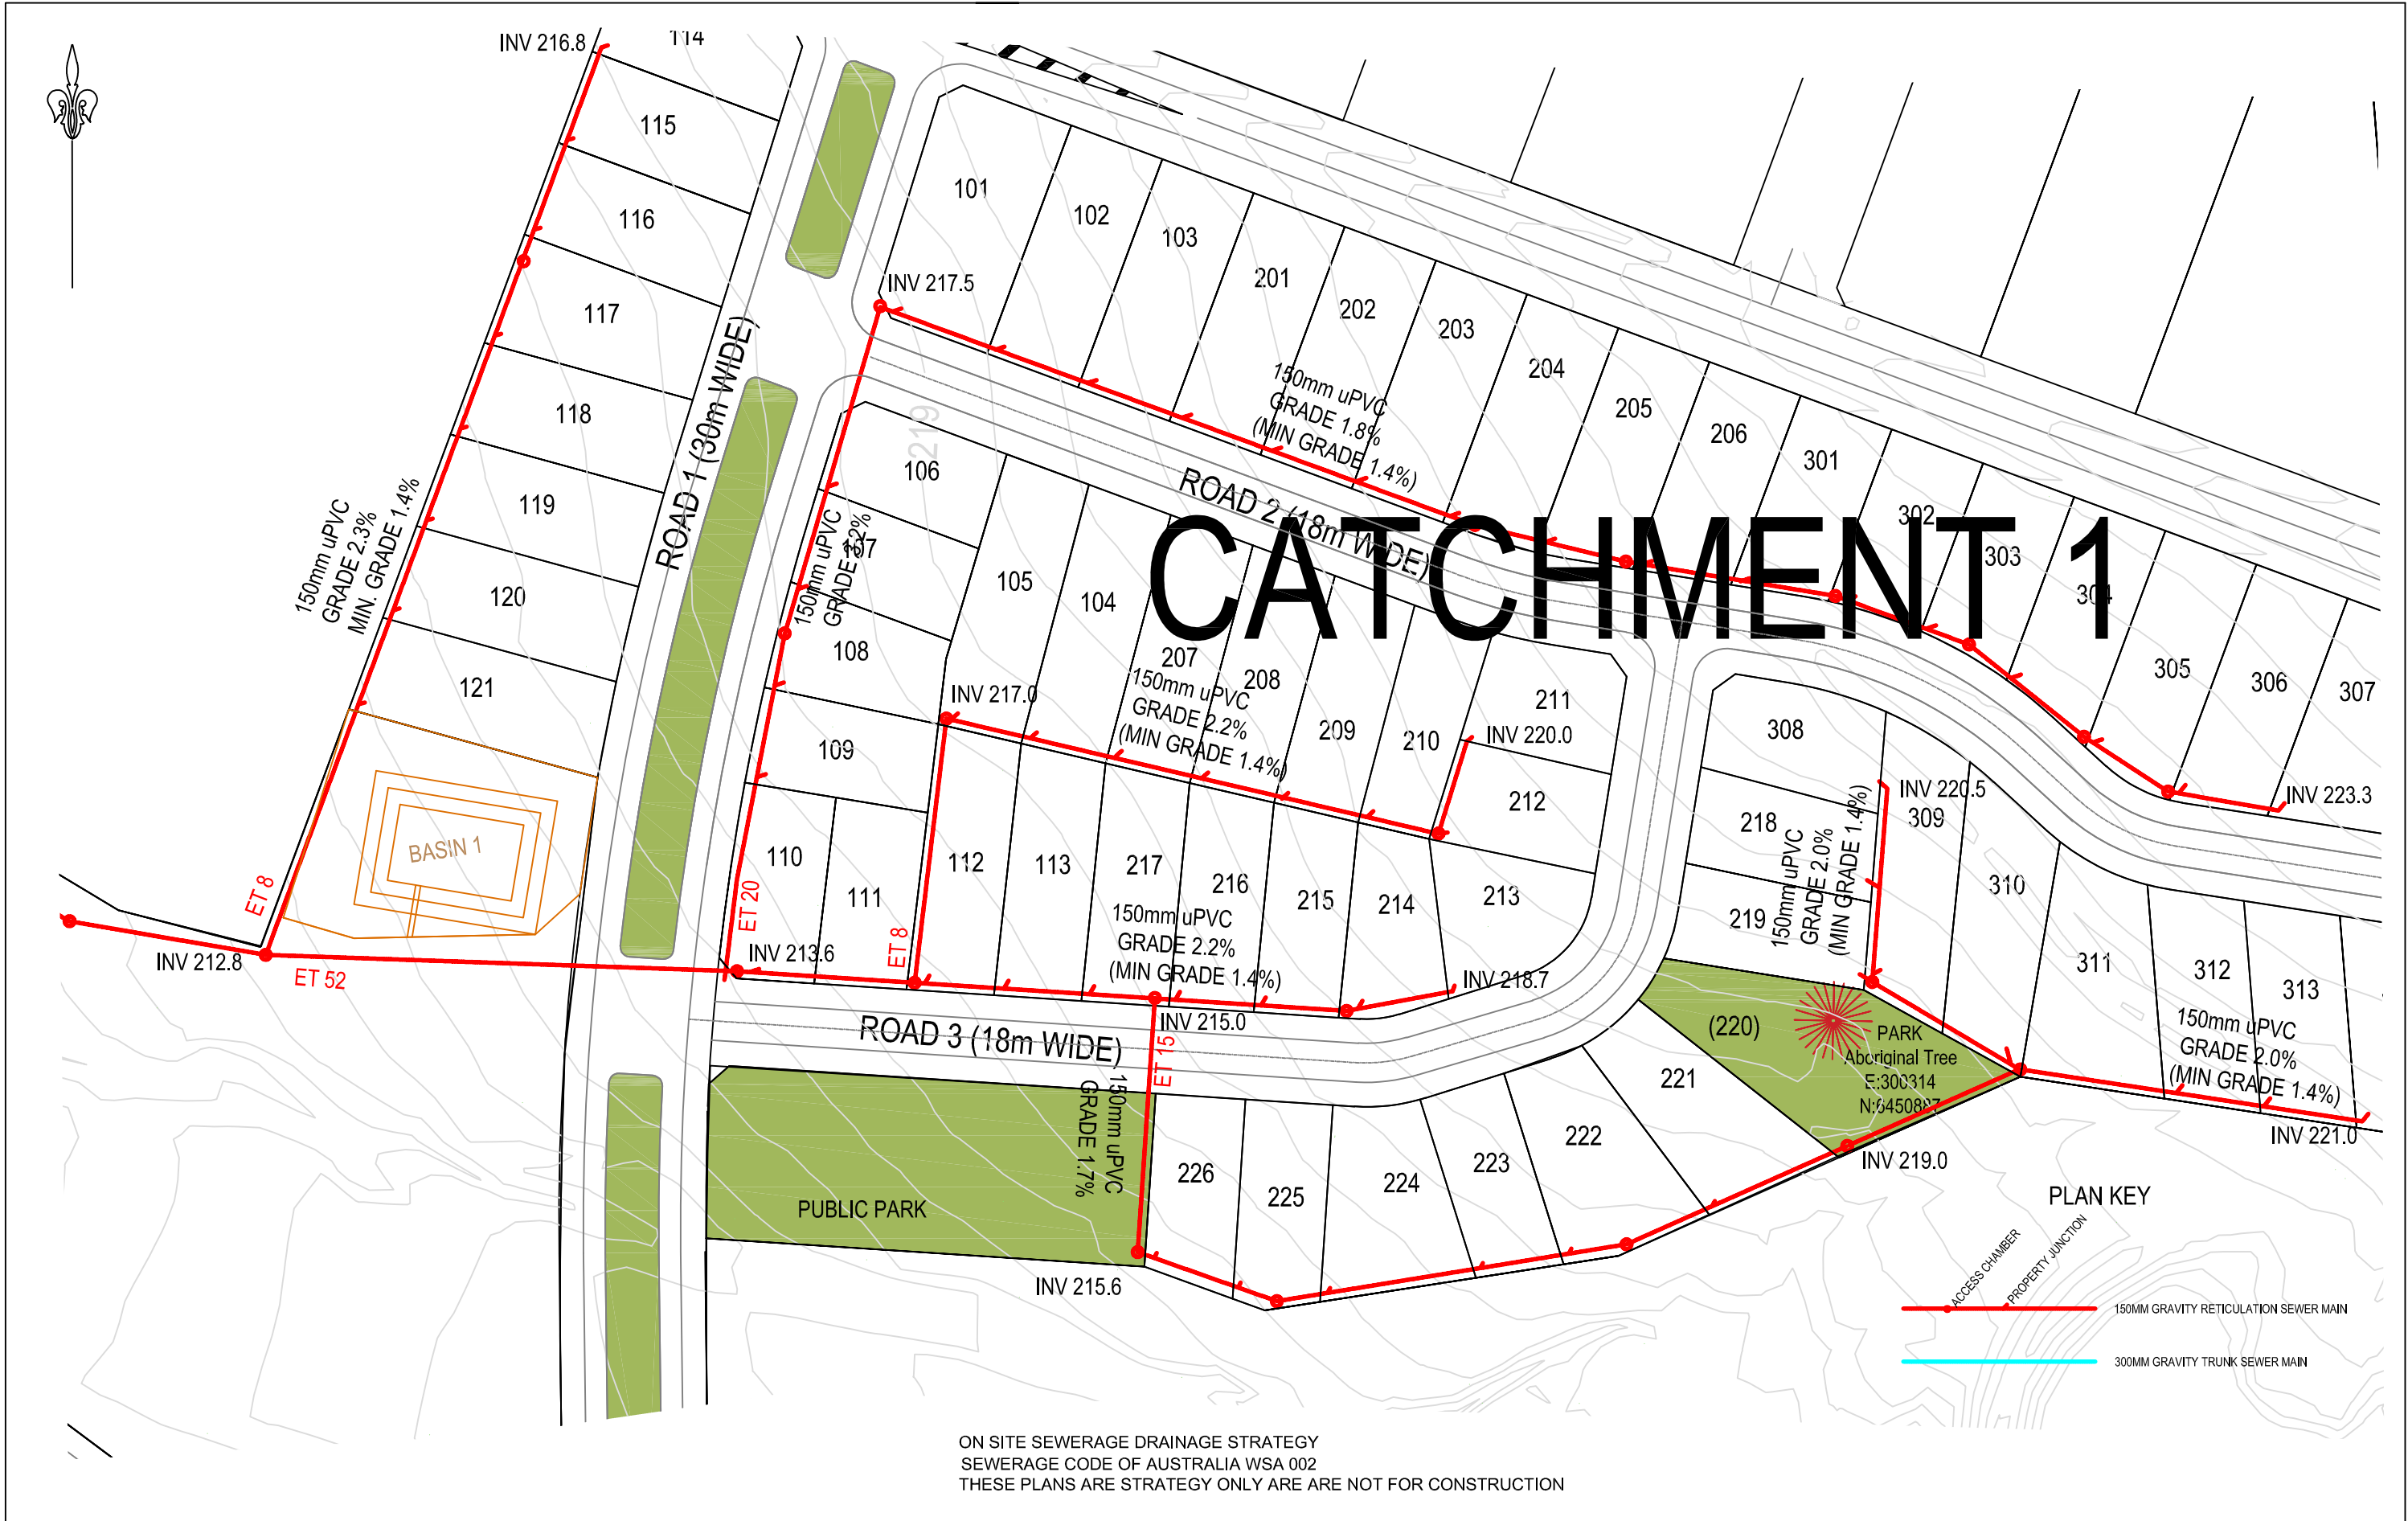 INV 216.8
114
115
116
117
118
119
120
121
150mm uPVC
GRADE 2.3%
MIN. GRADE 1.4%
ROAD 1 (30m WIDE)
INV 217.5
101
102
103
201
202
203
204
205
206
301
302
303
304
305
306
307
150mm uPVC
GRADE 1.8%
(MIN GRADE 1.4%)
219
ROAD 2 (18m WIDE)
CATCHMENT 1
106
107
150mm uPVC
GRADE 3.2%
108
109
105
104
207
208
209
210
211
212
213
INV 217.0
150mm uPVC
GRADE 2.2%
(MIN GRADE 1.4%)
INV 220.0
308
218
219
150mm uPVC
GRADE 2.0%
(MIN GRADE 1.4%)
INV 220.5
309
310
311
312
313
INV 223.3
BASIN 1
ET 8
INV 212.8
ET 52
ET 20
INV 213.6
110
111
ET 8
112
113
217
216
215
214
150mm uPVC
GRADE 2.2%
(MIN GRADE 1.4%)
INV 218.7
INV 215.0
ROAD 3 (18m WIDE)
ET 15
150mm uPVC
GRADE 1.7%
PUBLIC PARK
INV 215.6
226
225
224
223
222
221
(220)
PARK
Aboriginal Tree
E:300314
N:6450887
INV 219.0
150mm uPVC
GRADE 2.0%
(MIN GRADE 1.4%)
INV 221.0
PLAN KEY
ACCESS CHAMBER
PROPERTY JUNCTION
150MM GRAVITY RETICULATION SEWER MAIN
300MM GRAVITY TRUNK SEWER MAIN
ON SITE SEWERAGE DRAINAGE STRATEGY
SEWERAGE CODE OF AUSTRALIA WSA 002
THESE PLANS ARE STRATEGY ONLY ARE ARE NOT FOR CONSTRUCTION